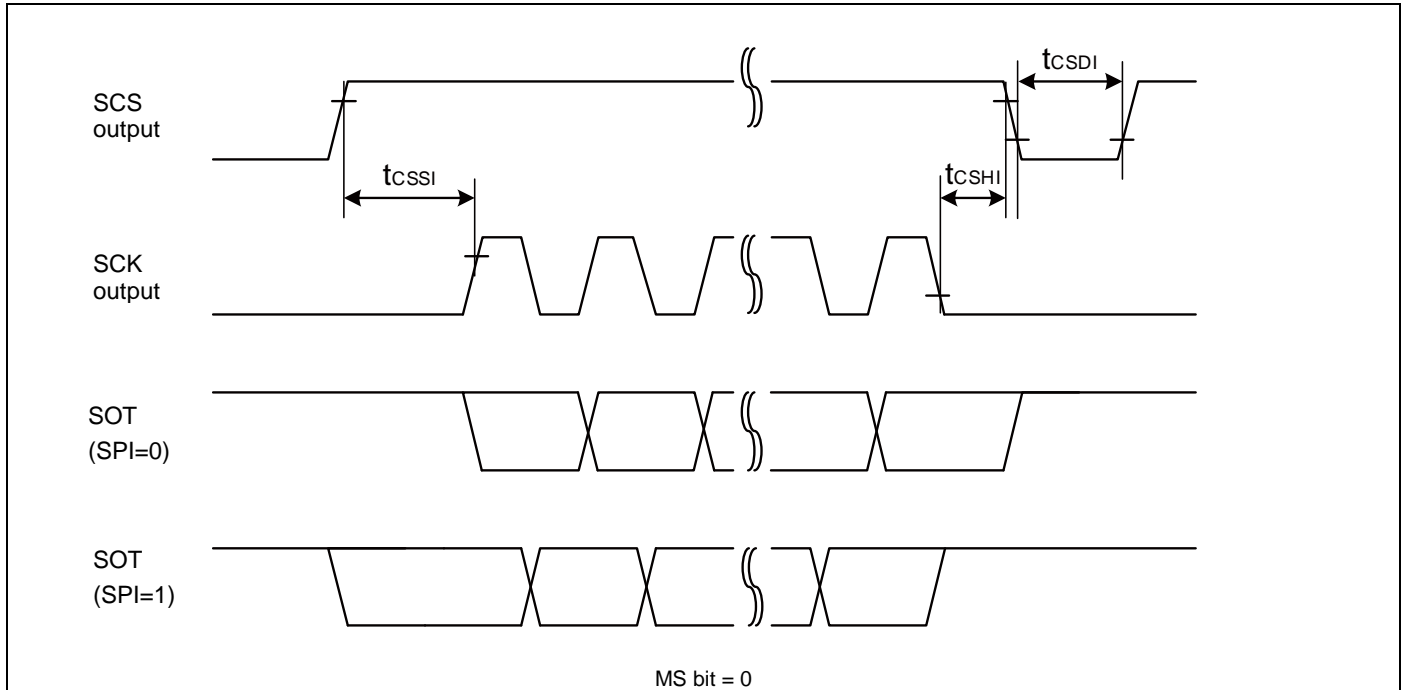 SCS
output
tCSDI
tCSSI
tCSHI
SCK
output
SOT
(SPI=0)
SOT
(SPI=1)
MS bit = 0